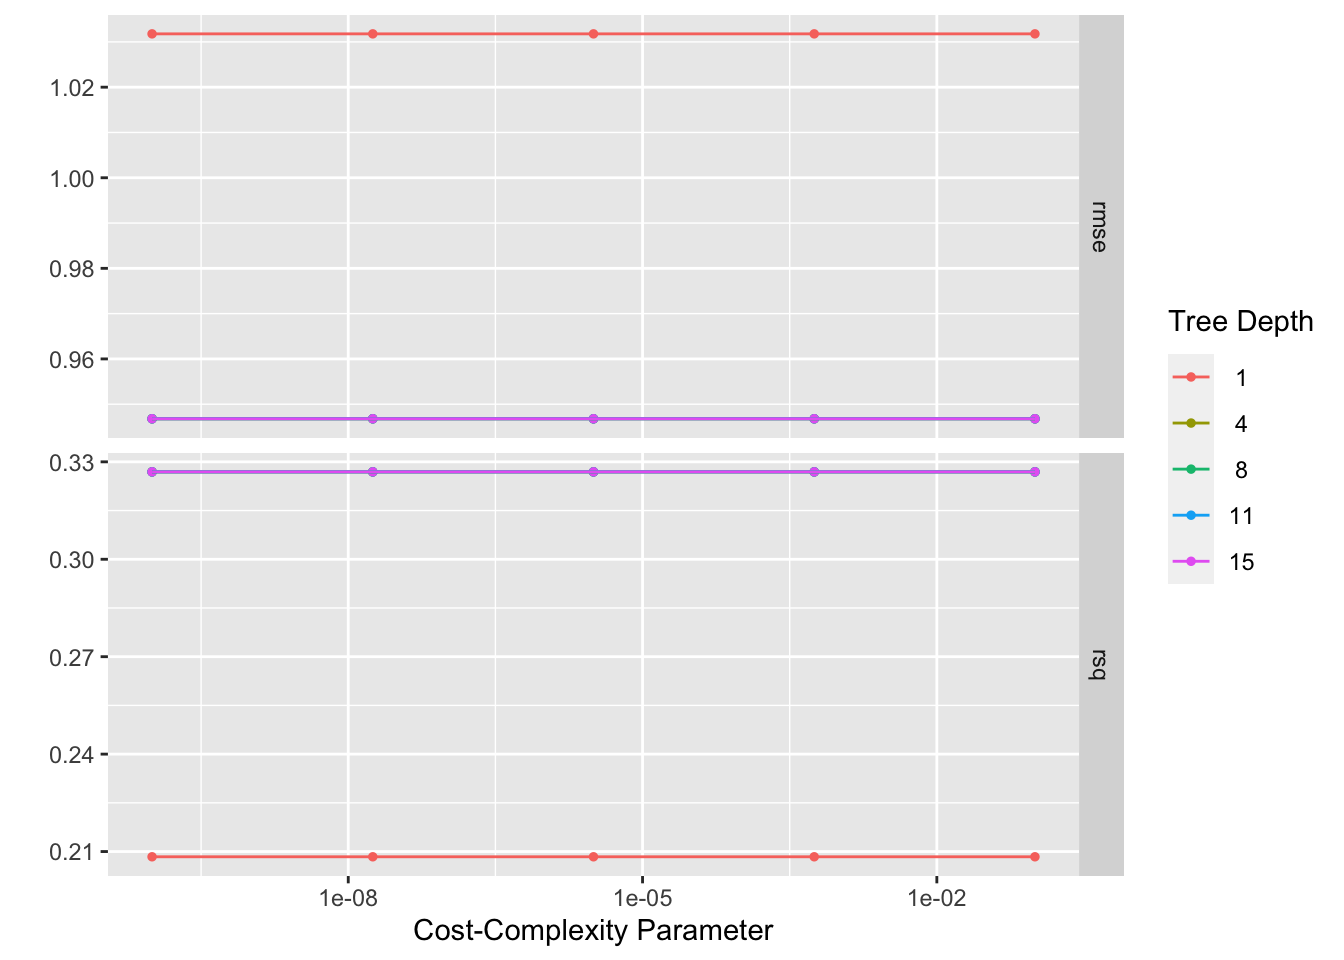 1.02
1.00
0.98
0.96
rmse
0.33
0.30
0.27
0.24
0.21
rsq
1e-08
1e-05
1e-02
Cost-Complexity Parameter
Tree Depth
1
4
8
11
15